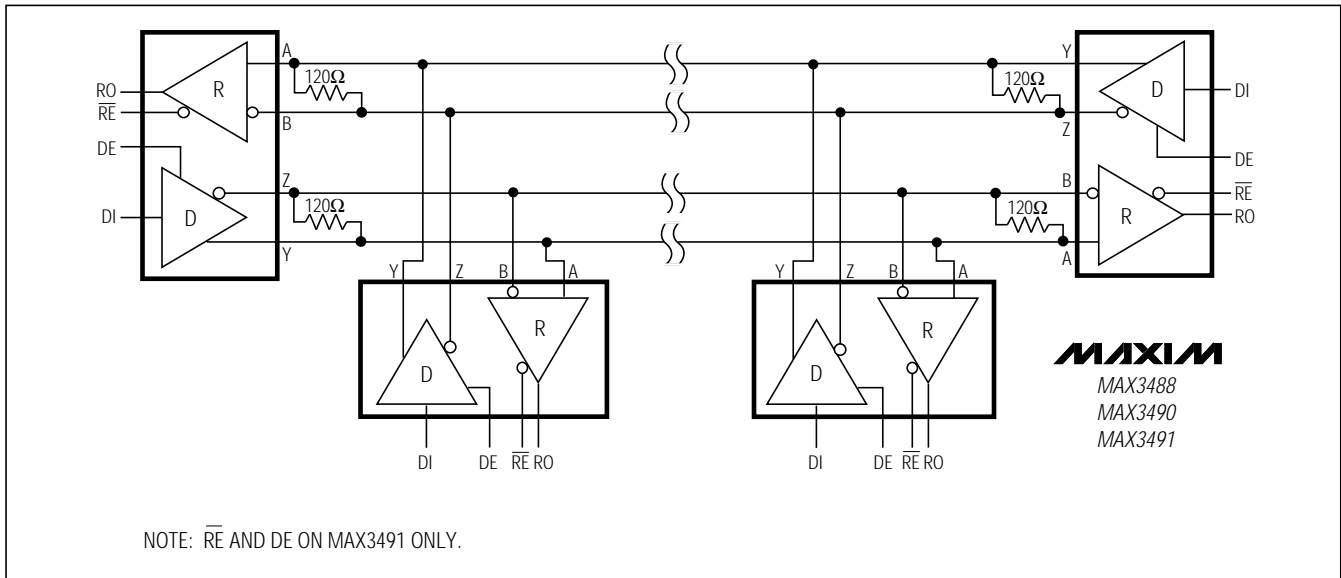 A
Y
RO
R
120Ω
120Ω
D
DI
RE
B
Z
DE
DE
Z
B
RE
DI
D
120Ω
120Ω
R
RO
Y
A
Y Z B A
Y Z B A
R
R
D
D
MAXIM
MAX3488
MAX3490
MAX3491
DI DE RE RO
DI DE RE RO
NOTE: RE AND DE ON MAX3491 ONLY.